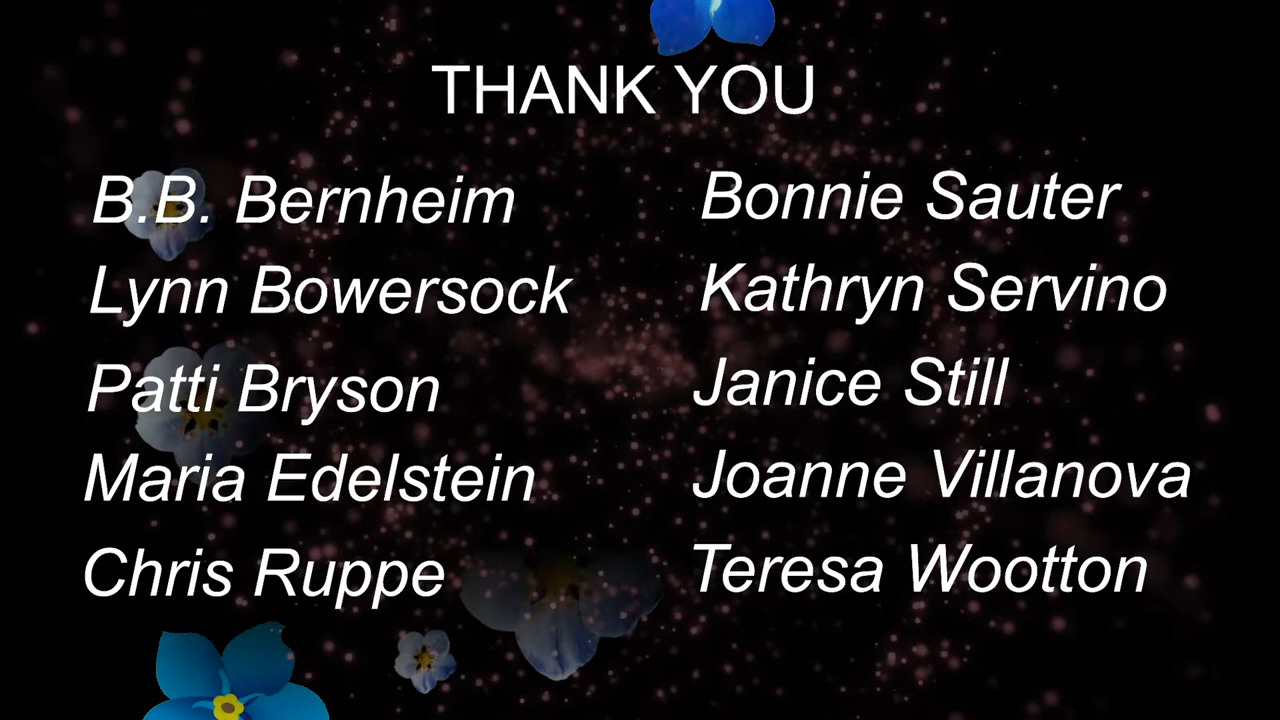 THANK YOU
B.B. Bernheim
Lynn Bowersock
Patti Bryson
Maria Edelstein
Chris Ruppe
Bonnie Sauter
Kathryn Servino
Janice Still
Joanne Villanova
Teresa Wootton